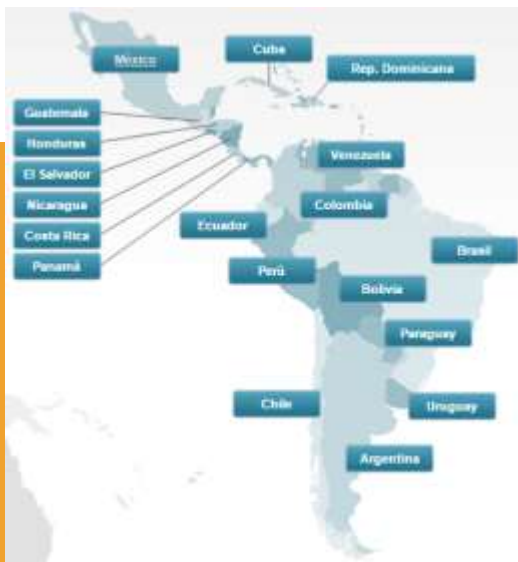 México
Cuba
Rep. Dominicana
Guatemala
Honduras
El Salvador
Nicaragua
Costa Rica
Panamá
Venezuela
Colombia
Ecuador
Brasil
Perú
Bolivia
Paraguay
Chile
Uruguay
Argentina